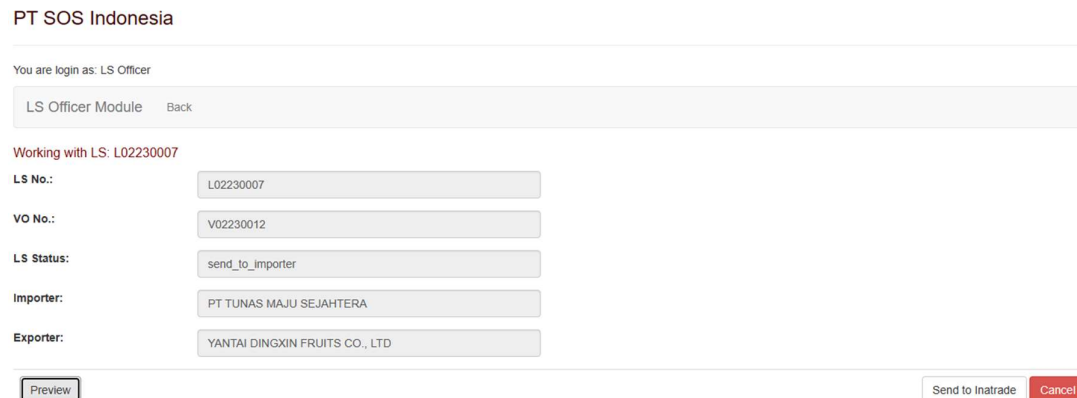 PT SOS Indonesia
You are login as: LS Officer
LS Officer Module Back
Working with LS: L02230007
LS No.: L02230007
VO No.: V02230012
LS Status: send_to_importer
Importer: PT TUNAS MAJU SEJAHTERA
Exporter: YANTAI DINGXIN FRUITS CO., LTD
Preview Send to Inatrade Cancel